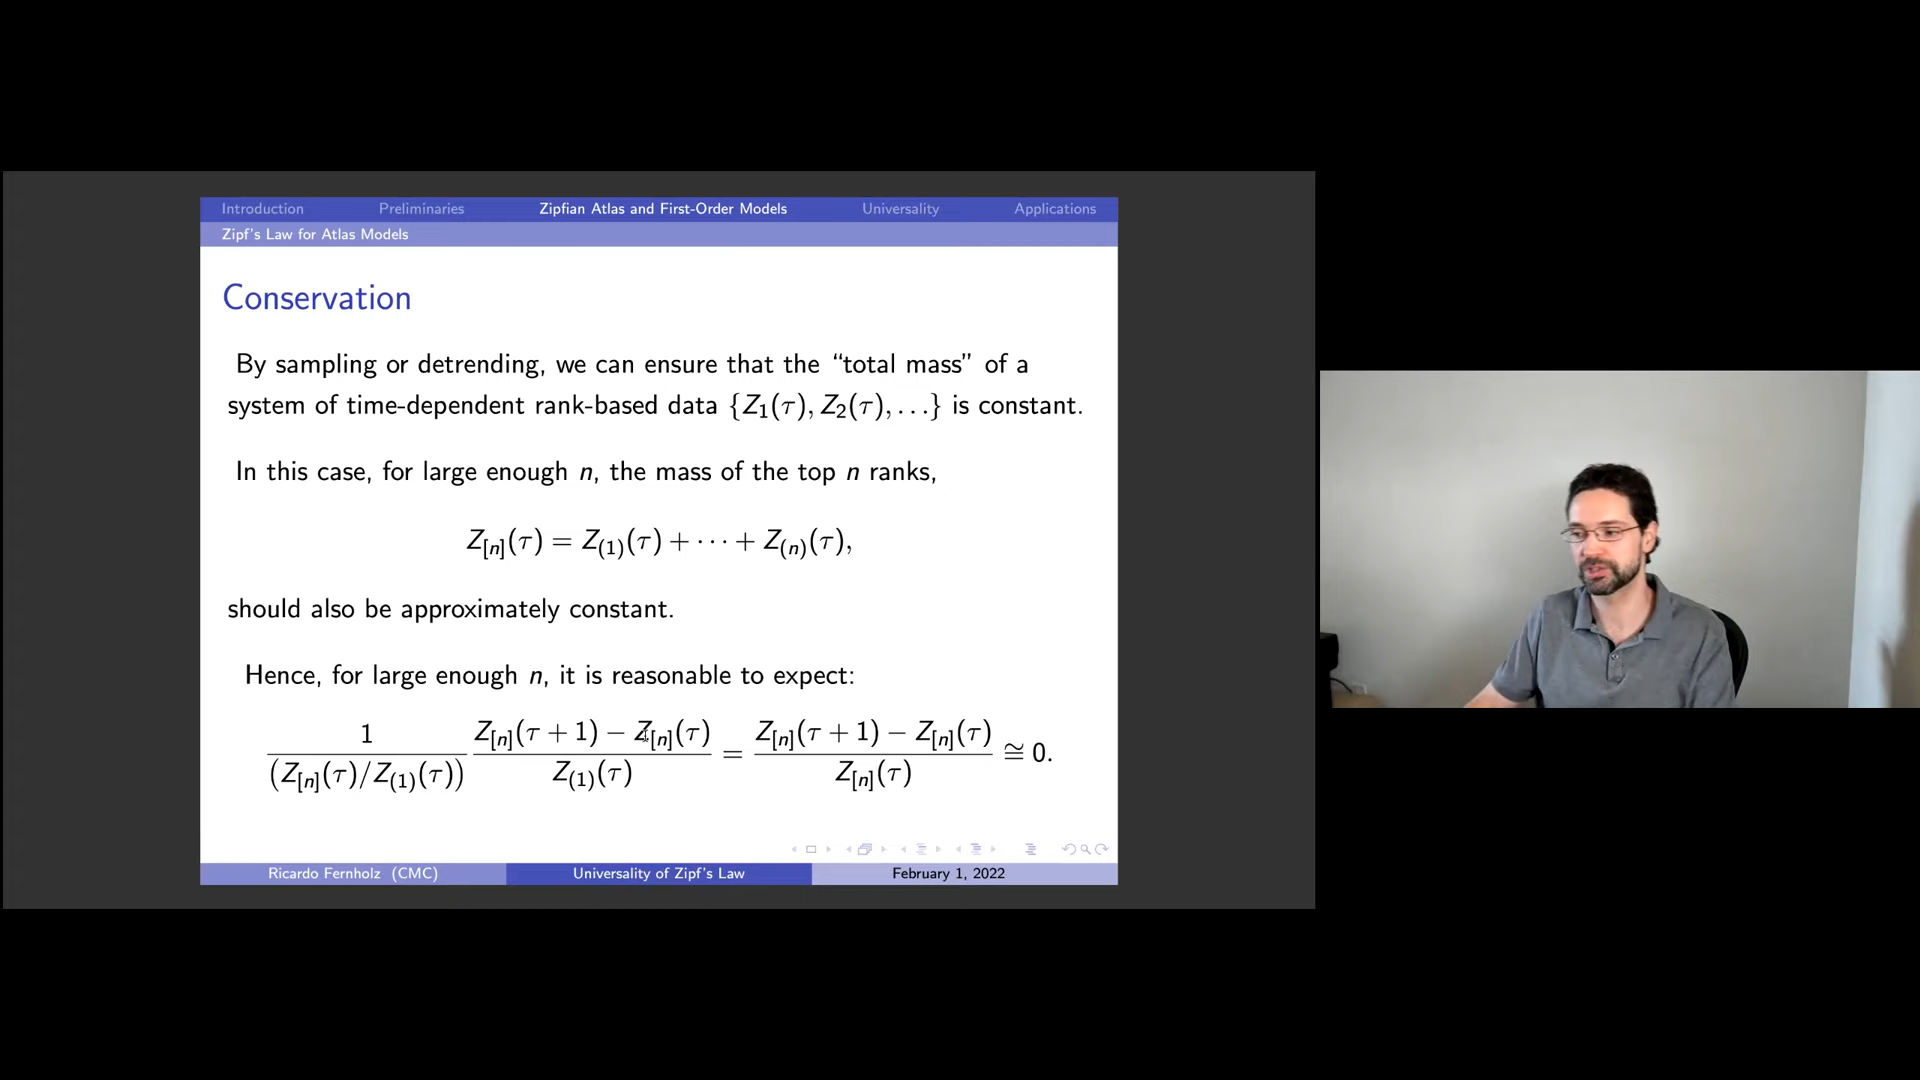 Introduction Preliminaries Zipfian Atlas and First-Order Models Universality Applications
Zipf's Law for Atlas Models
Conservation
By sampling or detrending, we can ensure that the “total mass” of a
system of time-dependent rank-based data {Z₁(τ), Z₂(τ), . . .} is constant.
In this case, for large enough n, the mass of the top n ranks,
Z[n](τ) = Z(1)(τ) + · · · + Z(n)(τ),
should also be approximately constant.
Hence, for large enough n, it is reasonable to expect:
1 / (Z[n](τ)/Z(1)(τ)) Z[n](τ + 1) − Z[n](τ) / Z(1)(τ) = Z[n](τ + 1) − Z[n](τ) / Z[n](τ) ≅ 0.
Ricardo Fernholz (CMC) Universality of Zipf's Law February 1, 2022